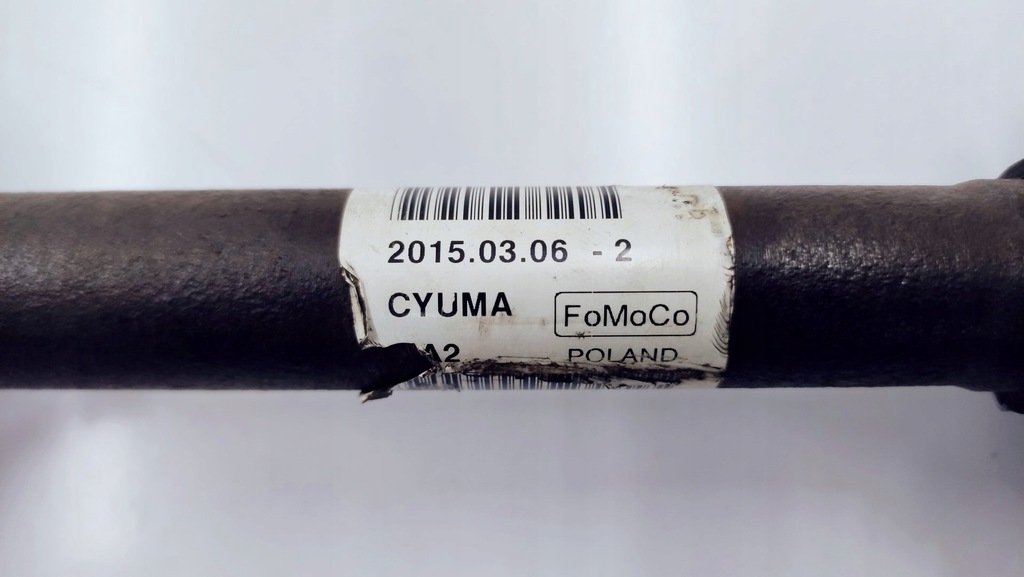 2015.03.06 - 2
CYUMA
FoMoCo
A2
POLAND